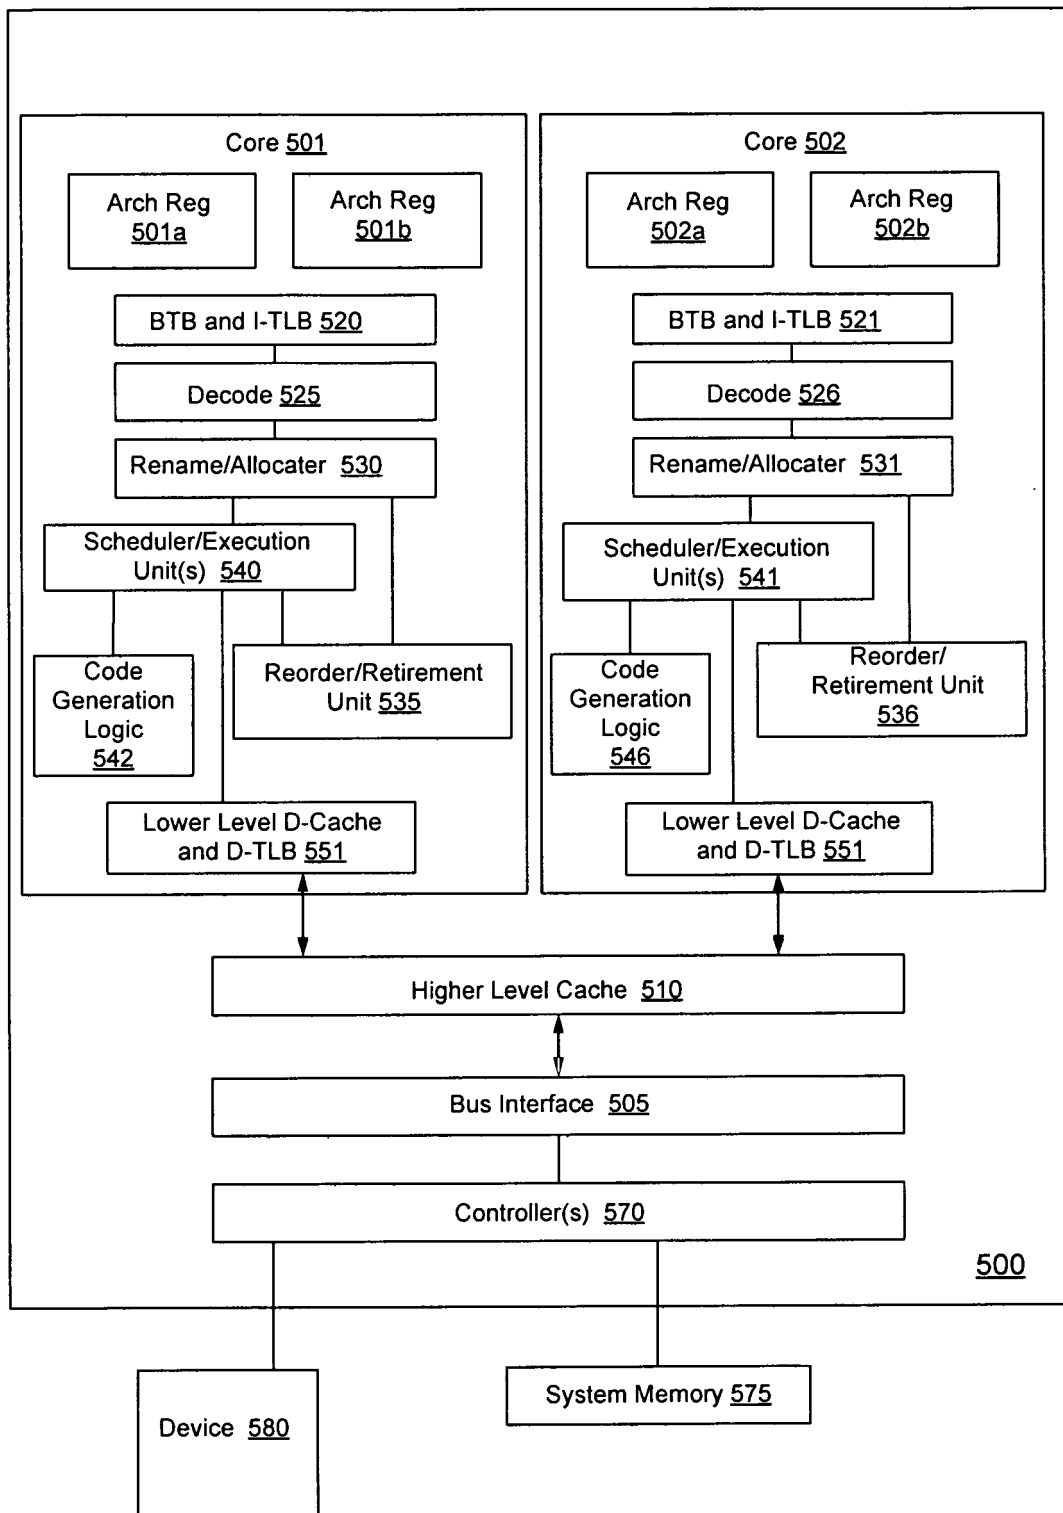 Core 501
Arch Reg
501a
Arch Reg
501b
BTB and I-TLB 520
Decode 525
Rename/Allocater 530
Scheduler/Execution
Unit(s) 540
Code
Generation
Logic
542
Reorder/Retirement
Unit 535
Lower Level D-Cache
and D-TLB 551
Core 502
Arch Reg
502a
Arch Reg
502b
BTB and I-TLB 521
Decode 526
Rename/Allocater 531
Scheduler/Execution
Unit(s) 541
Code
Generation
Logic
546
Reorder/
Retirement Unit
536
Lower Level D-Cache
and D-TLB 551
Higher Level Cache 510
Bus Interface 505
Controller(s) 570
500
Device 580
System Memory 575